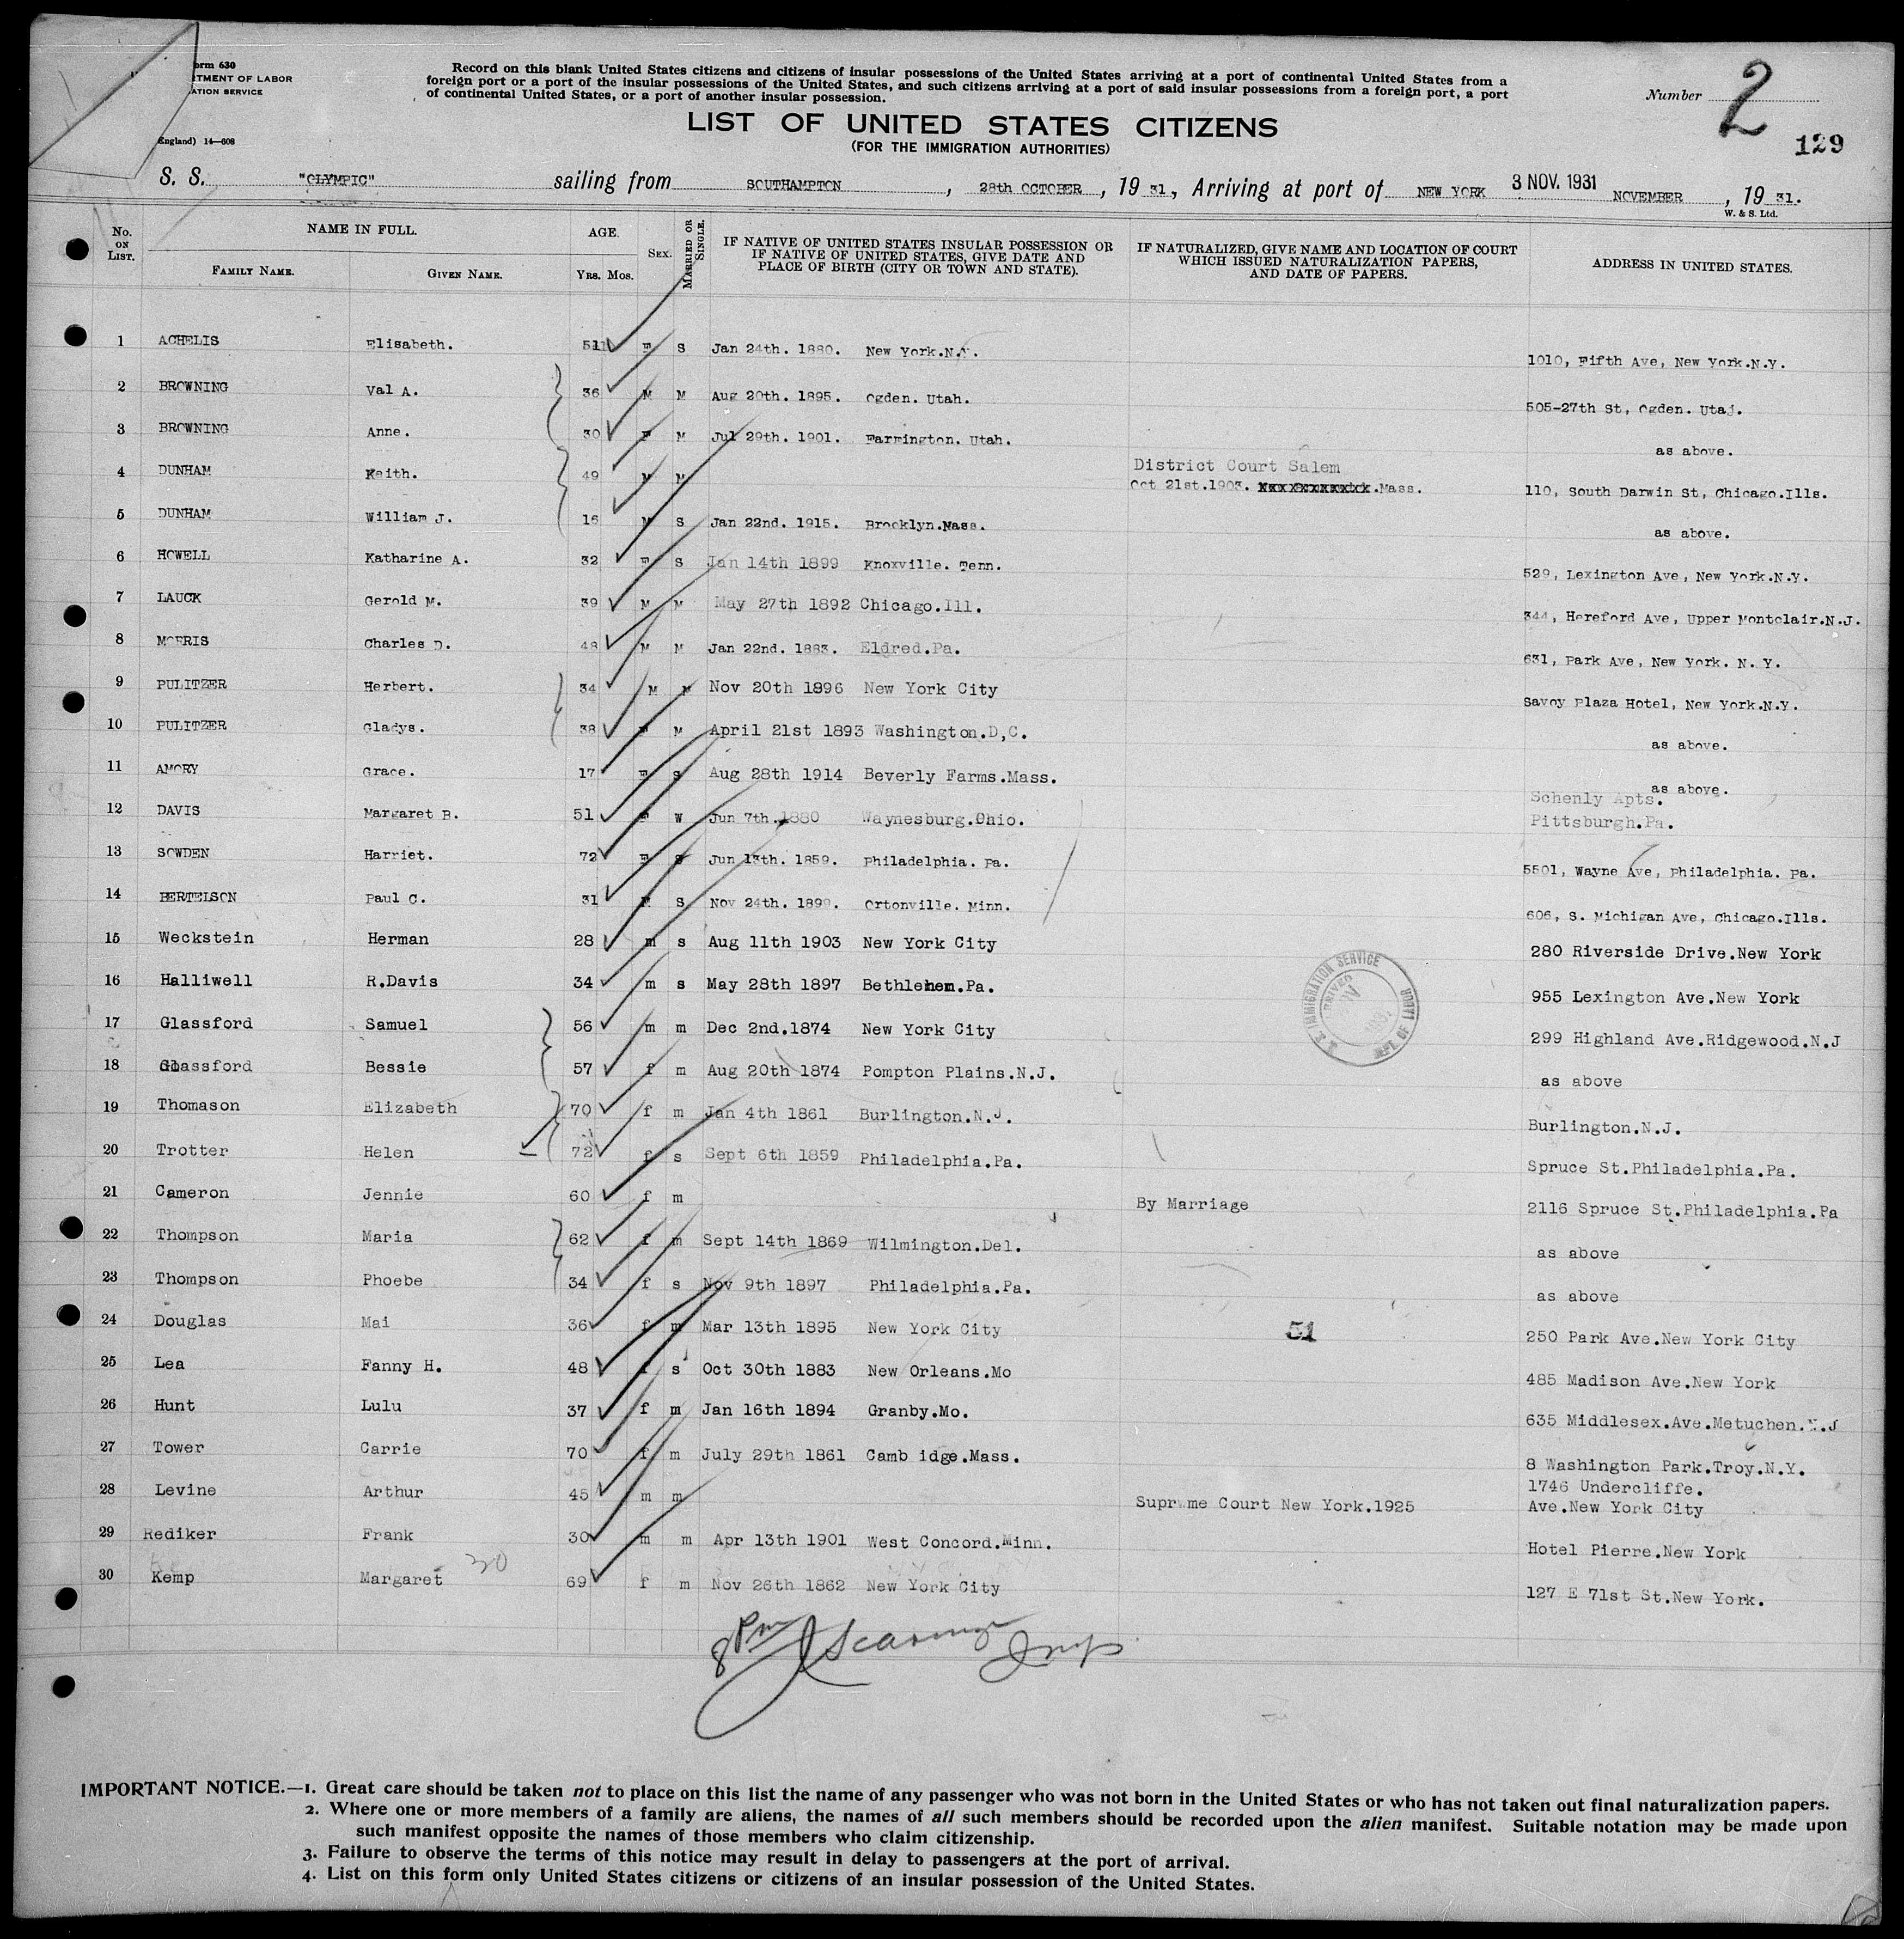 orm 630
RTMENT OF LABOR
ATION SERVICE
England) 14—608
Record on this blank United States citizens and citizens of insular possessions of the United States arriving at a port of continental United States from a
foreign port or a port of the insular possessions of the United States, and such citizens arriving at a port of said insular possessions from a foreign port, a port
of continental United States, or a port of another insular possession.
Number 2
129
LIST OF UNITED STATES CITIZENS
(FOR THE IMMIGRATION AUTHORITIES)
S. S. "OLYMPIC" sailing from SOUTHAMPTON, 28th OCTOBER, 19 31., Arriving at port of NEW YORK 3 NOV. 1931 NOVEMBER, 19 31.
W. & S. Ltd.
No. ON LIST. NAME IN FULL. FAMILY NAME. GIVEN NAME. AGE. Yrs. Mos. SEX. MARRIED OR SINGLE. IF NATIVE OF UNITED STATES INSULAR POSSESSION OR IF NATIVE OF UNITED STATES, GIVE DATE AND PLACE OF BIRTH (CITY OR TOWN AND STATE). IF NATURALIZED, GIVE NAME AND LOCATION OF COURT WHICH ISSUED NATURALIZATION PAPERS, AND DATE OF PAPERS. ADDRESS IN UNITED STATES.
1 ACHELIS Elisabeth. 51 F S Jan 24th. 1880. New York.N.Y. 1010, Fifth Ave, New York.N.Y.
2 BROWNING Val A. 36 M M Aug 20th. 1895. Ogden. Utah. 505-27th St, Ogden. Utaj.
3 BROWNING Anne. 30 F M Jul 29th. 1901. Farmington. Utah. as above.
4 DUNHAM Keith. 49 M M District Court Salem
Oct 21st.1903. .Mass. 110, South Darwin St, Chicago.Ills.
5 DUNHAM William J. 16 M S Jan 22nd. 1915. Brooklyn.Mass. as above.
6 HOWELL Katharine A. 32 F S Jan 14th 1899 Knoxville. Tenn. 529, Lexington Ave, New York.N.Y.
7 LAUCK Gerold M. 39 M M May 27th 1892 Chicago.Ill. 344, Hereford Ave, Upper Montclair.N.J.
8 MORRIS Charles D. 48 M M Jan 22nd. 1883. Eldred.Pa. 631, Park Ave, New York. N.Y.
9 PULITZER Herbert. 34 M M Nov 20th 1896 New York City Savoy Plaza Hotel, New York.N.Y.
10 PULITZER Gladys. 38 F M April 21st 1893 Washington.D,C. as above.
11 AMORY Grace. 17 F S Aug 28th 1914 Beverly Farms.Mass. as above.
12 DAVIS Margaret B. 51 F W Jun 7th.1880 Waynesburg.Ohio. Schenly Apts.
Pittsburgh.Pa.
13 SOWDEN Harriet. 72 F S Jun 13th. 1859. Philadelphia. Pa. 5501, Wayne Ave, Philadelphia. Pa.
14 BERTELSON Paul C. 31 M S Nov 24th. 1899. Ortonville. Minn. 606, S. Michigan Ave, Chicago.Ills.
15 Weckstein Herman 28 m s Aug 11th 1903 New York City 280 Riverside Drive.New York
16 Halliwell R.Davis 34 m s May 28th 1897 Bethlehem.Pa. 955 Lexington Ave.New York
17 Glassford Samuel 56 m m Dec 2nd.1874 New York City 299 Highland Ave.Ridgewood.N.J
18 Glassford Bessie 57 f m Aug 20th 1874 Pompton Plains.N.J. as above
19 Thomason Elizabeth 70 f m Jan 4th 1861 Burlington.N.J. Burlington.N.J.
20 Trotter Helen 72 f s Sept 6th 1859 Philadelphia.Pa. Spruce St.Philadelphia.Pa.
21 Cameron Jennie 60 f m By Marriage 2116 Spruce St.Philadelphia.Pa
22 Thompson Maria 62 f m Sept 14th 1869 Wilmington.Del. as above
23 Thompson Phoebe 34 f s Nov 9th 1897 Philadelphia.Pa. as above
24 Douglas Mai 36 f m Mar 13th 1895 New York City 51 250 Park Ave.New York City
25 Lea Fanny H. 48 f s Oct 30th 1883 New Orleans.Mo 485 Madison Ave.New York
26 Hunt Lulu 37 f m Jan 16th 1894 Granby.Mo. 635 Middlesex.Ave.Metuchen.N.J
27 Tower Carrie 70 f m July 29th 1861 Camb idge.Mass. 8 Washington Park.Troy.N.Y.
28 Levine Arthur 45 m m Supreme Court New York.1925 1746 Undercliffe.
Ave.New York City
29 Rediker Frank 30 m m Apr 13th 1901 West Concord.Minn. Hotel Pierre.New York
30 Kemp Margaret 30 69 f m Nov 26th 1862 New York City 127 E 71st St.New York.
8 Pm
IMPORTANT NOTICE.—1. Great care should be taken not to place on this list the name of any passenger who was not born in the United States or who has not taken out final naturalization papers.
2. Where one or more members of a family are aliens, the names of all such members should be recorded upon the alien manifest. Suitable notation may be made upon
such manifest opposite the names of those members who claim citizenship.
3. Failure to observe the terms of this notice may result in delay to passengers at the port of arrival.
4. List on this form only United States citizens or citizens of an insular possession of the United States.